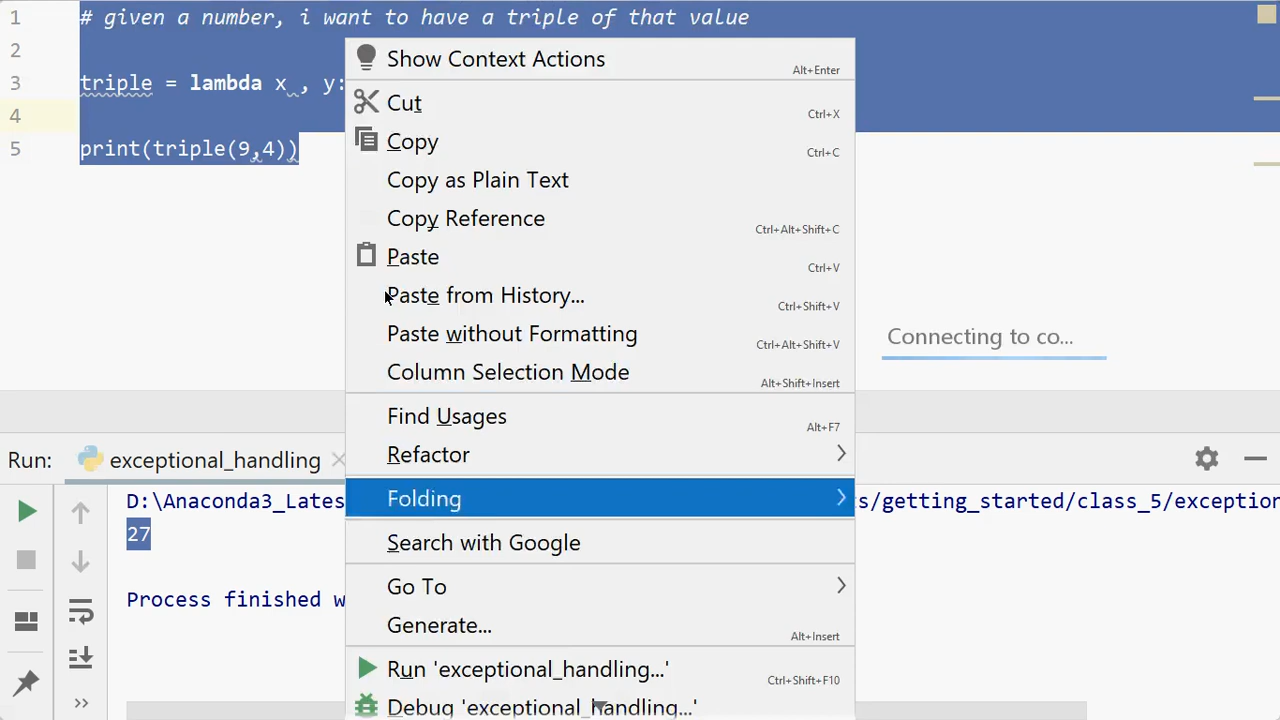 1 # given a number, i want to have a triple of that value
2
3 triple = lambda x , y:
4
5 print(triple(9,4))
Show Context Actions Alt+Enter
Cut Ctrl+X
Copy Ctrl+C
Copy as Plain Text
Copy Reference Ctrl+Alt+Shift+C
Paste Ctrl+V
Paste from History... Ctrl+Shift+V
Paste without Formatting Ctrl+Alt+Shift+V
Column Selection Mode Alt+Shift+Insert
Find Usages Alt+F7
Refactor
Folding
Search with Google
Go To
Generate... Alt+Insert
Run 'exceptional_handling...' Ctrl+Shift+F10
Debug 'exceptional_handling...'
Connecting to co...
Run: exceptional_handling
D:\Anaconda3_Lates s/getting_started/class_5/exception
27
Process finished w